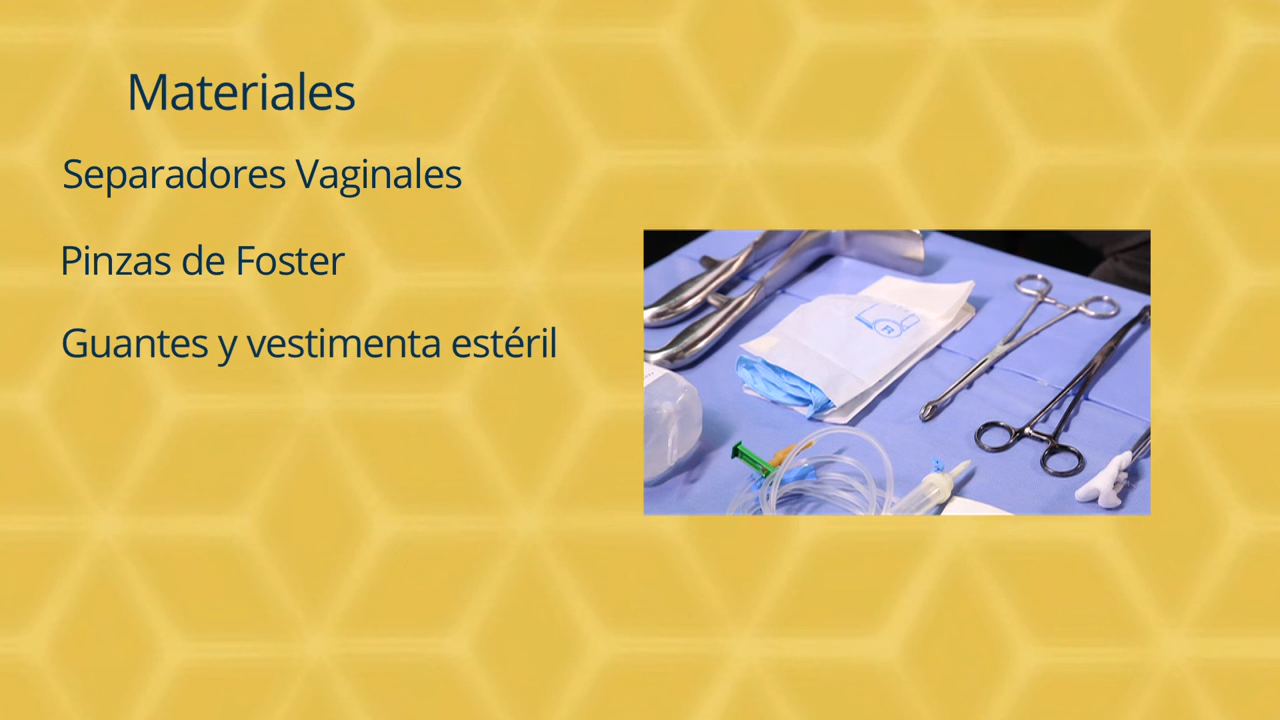 Materiales
Separadores Vaginales
Pinzas de Foster
Guantes y vestimenta estéril